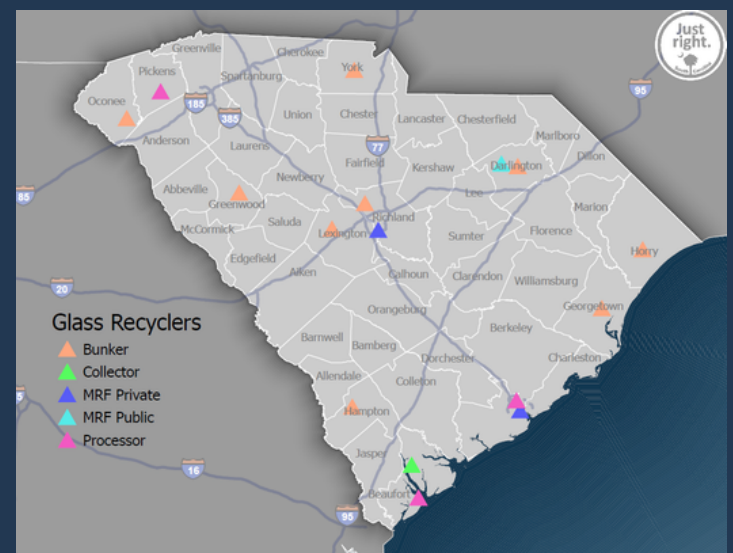 Just
right.
South Carolina
Greenville
Cherokee
York
Pickens
Spartanburg
95
Oconee
185
Union
Chester
Lancaster
Chesterfield
385
Marlboro
Anderson
Laurens
77
Darlington
Dillon
Fairfield
Kershaw
Abbeville
Newberry
Lee
85
Greenwood
Richland
Marion
McCormick
Saluda
Lexington
Sumter
Florence
Edgefield
Horry
Aiken
Calhoun
Clarendon
Williamsburg
20
Orangeburg
Georgetown
Glass Recyclers
Berkeley
Bunker
Barnwell
Bamberg
Dorchester
Charleston
Collector
Allendale
Colleton
MRF Private
MRF Public
Hampton
Processor
Jasper
16
Beaufort
95